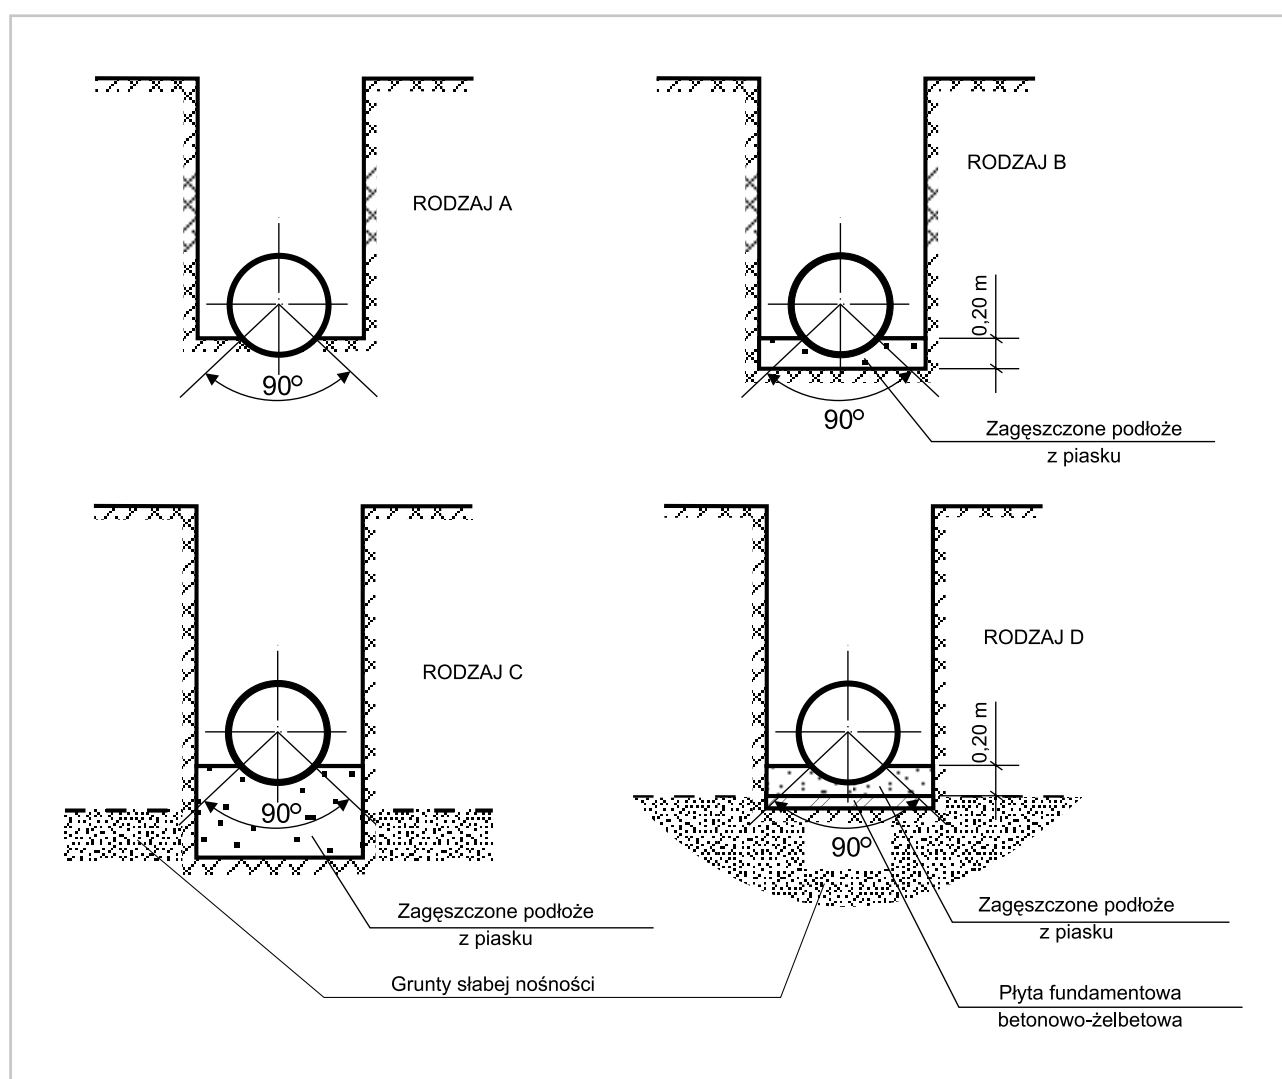 RODZAJ A
90°
RODZAJ B
0,20 m
90°
Zagęszczone podłoże
z piasku
RODZAJ C
90°
Zagęszczone podłoże
z piasku
Grunty słabej nośności
RODZAJ D
0,20 m
90°
Zagęszczone podłoże
z piasku
Płyta fundamentowa
betonowo-żelbetowa